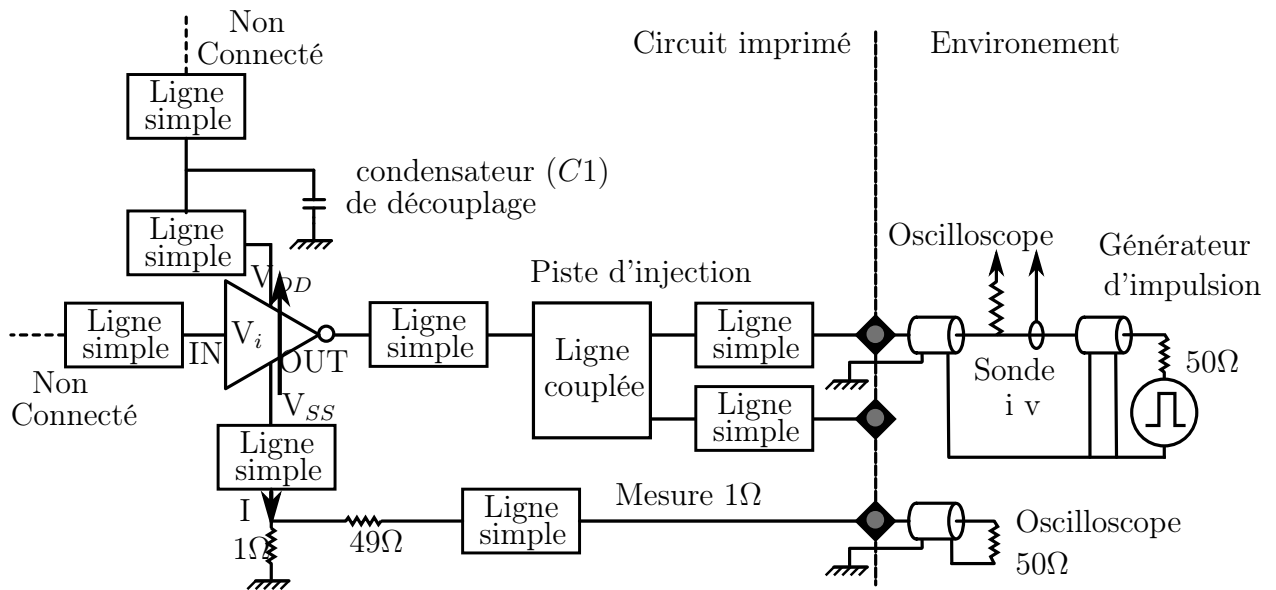 Non
Connecté
Circuit imprimé
Environement
Ligne
simple
condensateur (C1)
de découplage
Ligne
simple
Oscilloscope
Générateur
d'impulsion
V_DD
Piste d'injection
Ligne
simple
V_i
IN
OUT
Ligne
simple
Ligne
couplée
Ligne
simple
50Ω
Sonde
i v
Non
Connecté
V_SS
Ligne
simple
Ligne
simple
I
1Ω
49Ω
Ligne
simple
Mesure 1Ω
Oscilloscope
50Ω